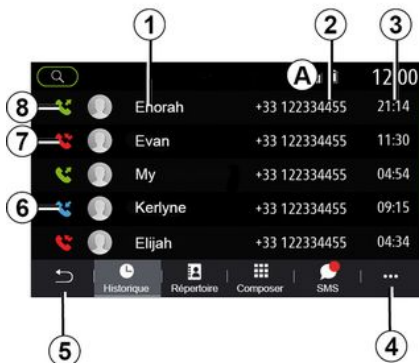 1 2 3
A 12:00
8 Enorah +33 122334455 21:14
7 Evan +33 122334455 11:30
My +33 122334455 04:54
6 Kerlyne +33 122334455 09:15
Elijah +33 122334455 04:34
Historique Répertoire Composer SMS ...
5 4